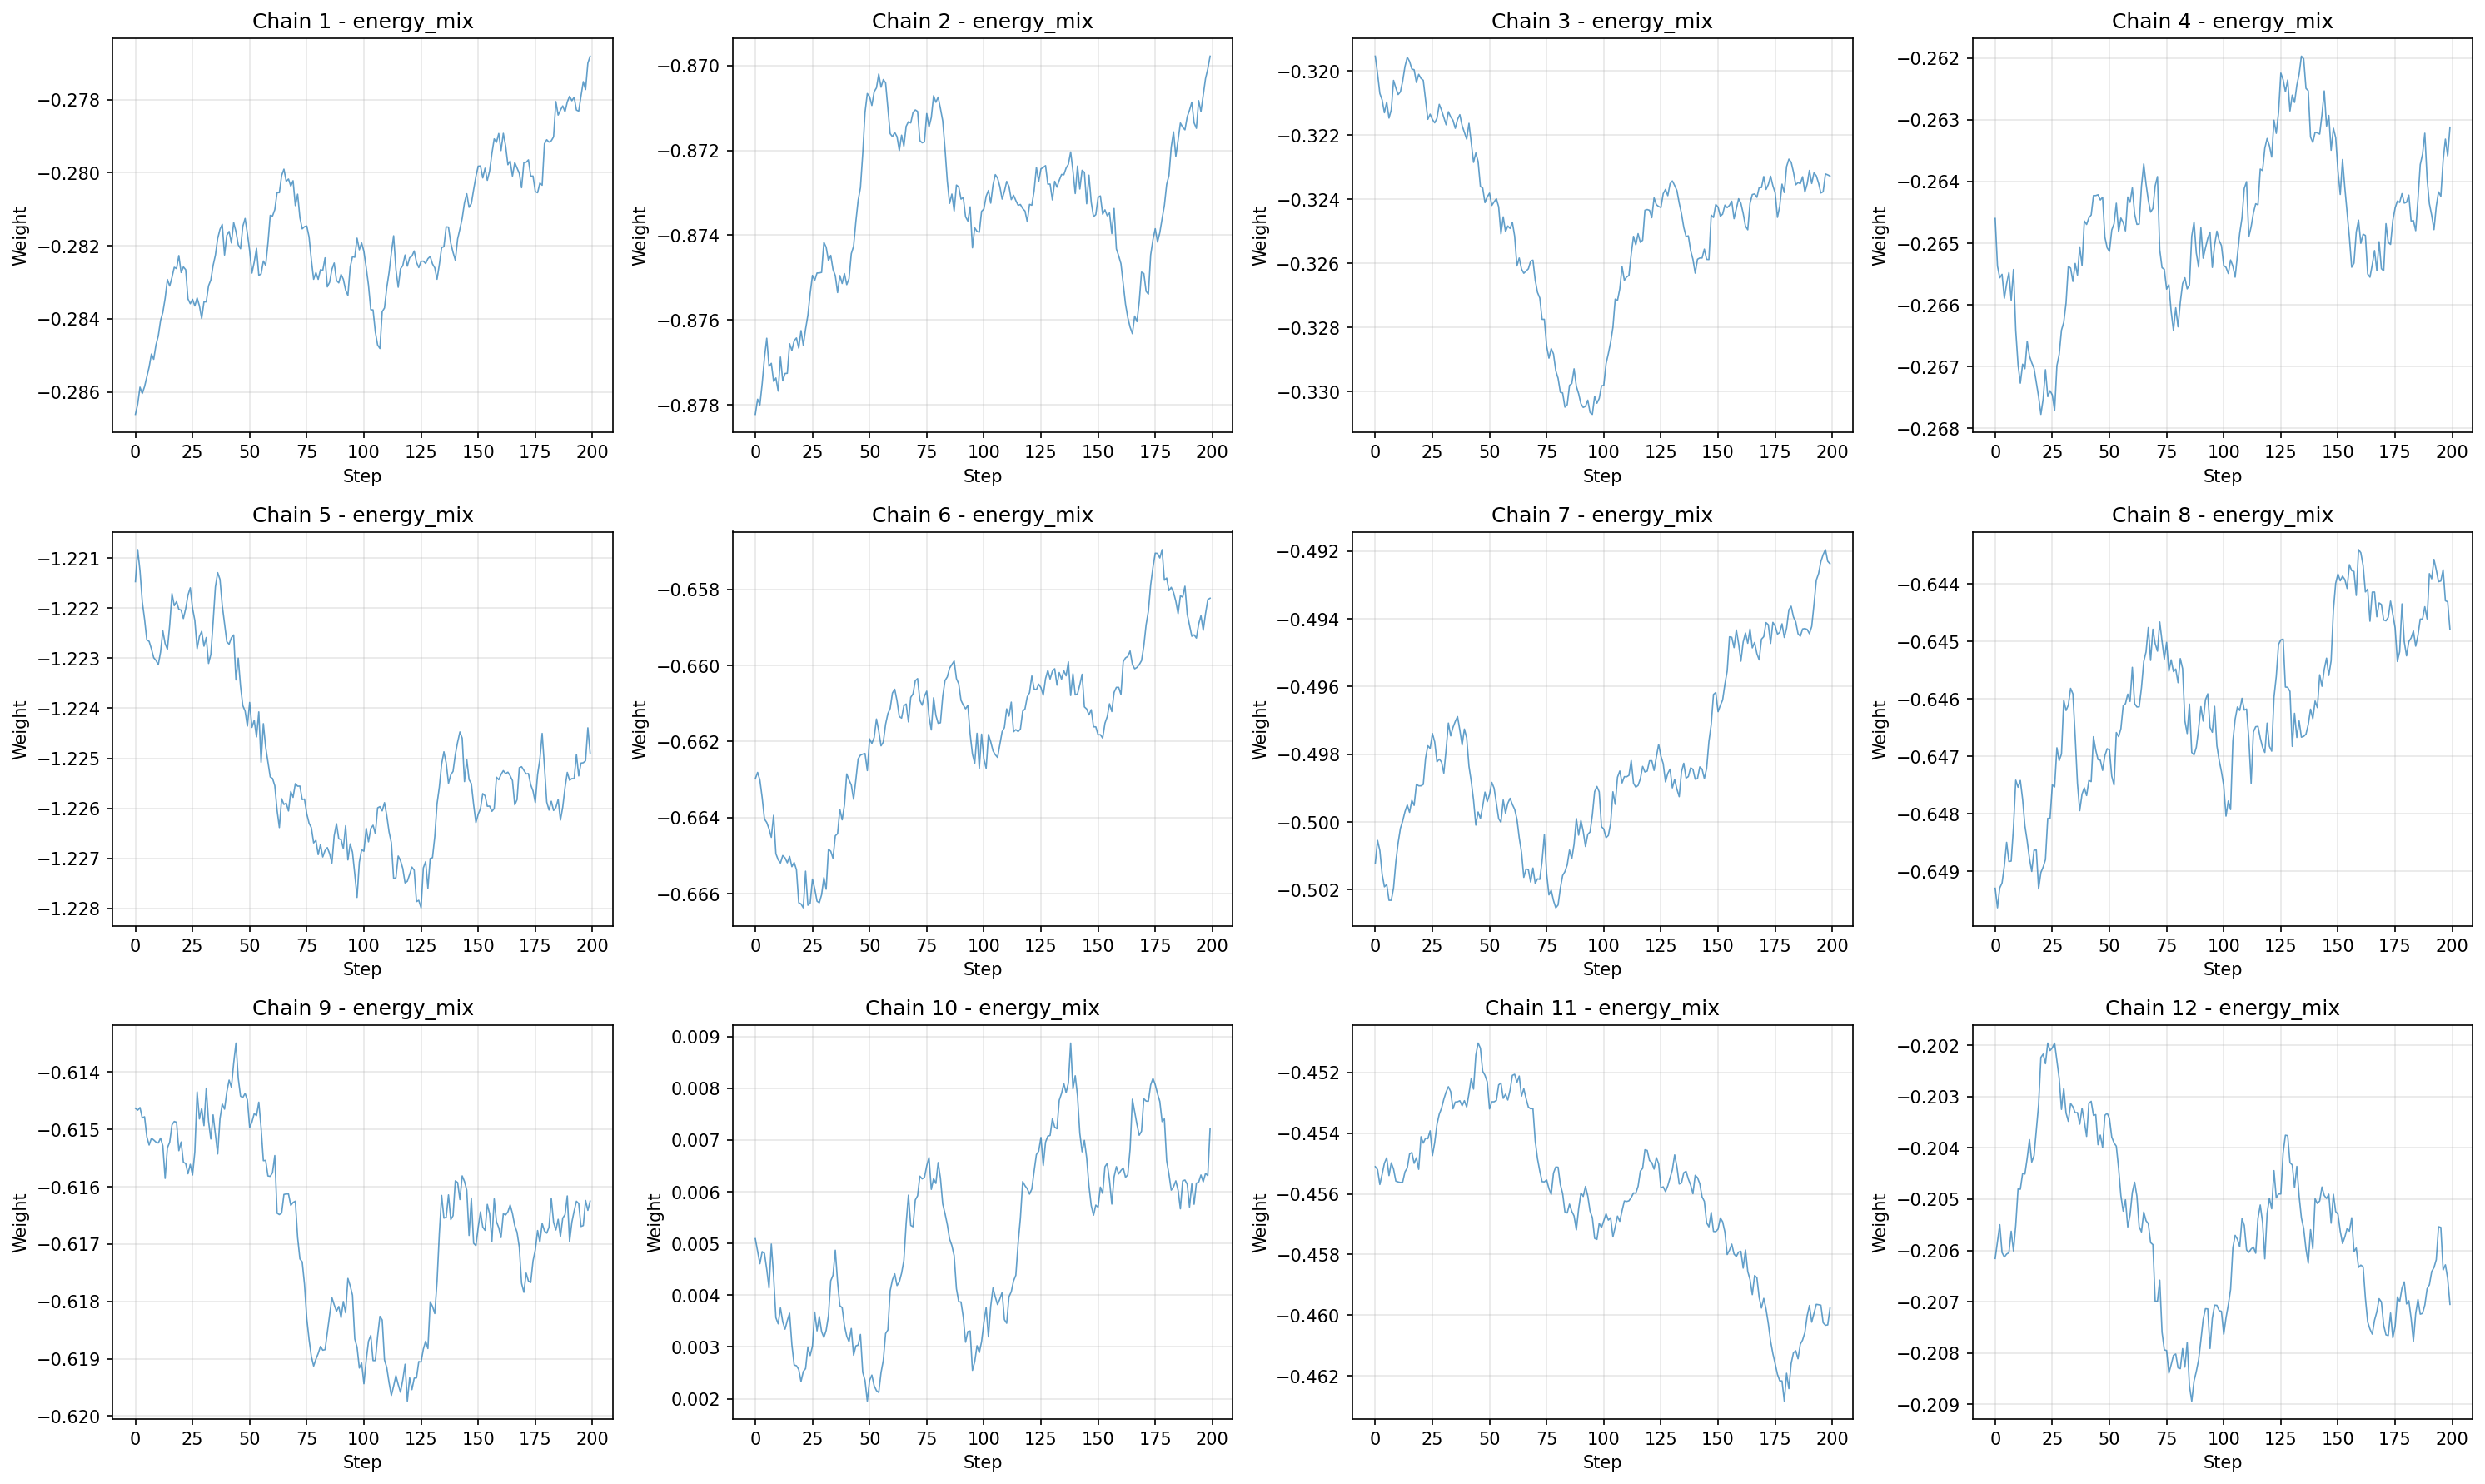 Chain 1 - energy_mix
Chain 2 - energy_mix
Chain 3 - energy_mix
Chain 4 - energy_mix
Weight
−0.278
−0.280
−0.282
−0.284
−0.286
0 25 50 75 100 125 150 175 200
Step
Weight
−0.870
−0.872
−0.874
−0.876
−0.878
0 25 50 75 100 125 150 175 200
Step
Weight
−0.320
−0.322
−0.324
−0.326
−0.328
−0.330
0 25 50 75 100 125 150 175 200
Step
Weight
−0.262
−0.263
−0.264
−0.265
−0.266
−0.267
−0.268
0 25 50 75 100 125 150 175 200
Step
Chain 5 - energy_mix
Chain 6 - energy_mix
Chain 7 - energy_mix
Chain 8 - energy_mix
Weight
−1.221
−1.222
−1.223
−1.224
−1.225
−1.226
−1.227
−1.228
0 25 50 75 100 125 150 175 200
Step
Weight
−0.658
−0.660
−0.662
−0.664
−0.666
0 25 50 75 100 125 150 175 200
Step
Weight
−0.492
−0.494
−0.496
−0.498
−0.500
−0.502
0 25 50 75 100 125 150 175 200
Step
Weight
−0.644
−0.645
−0.646
−0.647
−0.648
−0.649
0 25 50 75 100 125 150 175 200
Step
Chain 9 - energy_mix
Chain 10 - energy_mix
Chain 11 - energy_mix
Chain 12 - energy_mix
Weight
−0.614
−0.615
−0.616
−0.617
−0.618
−0.619
−0.620
0 25 50 75 100 125 150 175 200
Step
Weight
0.009
0.008
0.007
0.006
0.005
0.004
0.003
0.002
0 25 50 75 100 125 150 175 200
Step
Weight
−0.452
−0.454
−0.456
−0.458
−0.460
−0.462
0 25 50 75 100 125 150 175 200
Step
Weight
−0.202
−0.203
−0.204
−0.205
−0.206
−0.207
−0.208
−0.209
0 25 50 75 100 125 150 175 200
Step